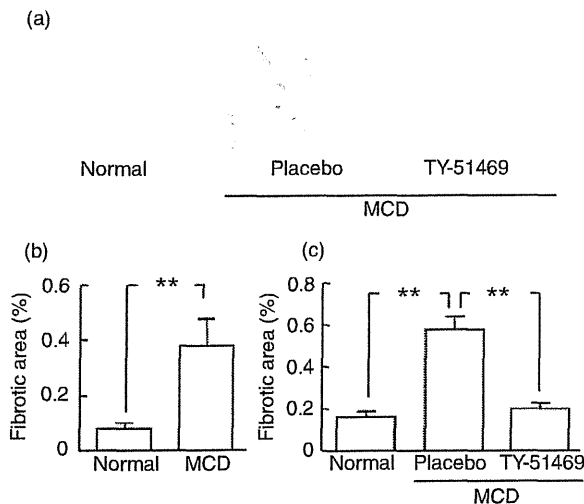 (a)
Normal Placebo TY-51469
MCD
(b)
Fibrotic area (%)
0.6
0.4
0.2
0
**
Normal MCD
(c)
Fibrotic area (%)
0.8
0.6
0.4
0.2
0
** **
Normal Placebo TY-51469
MCD